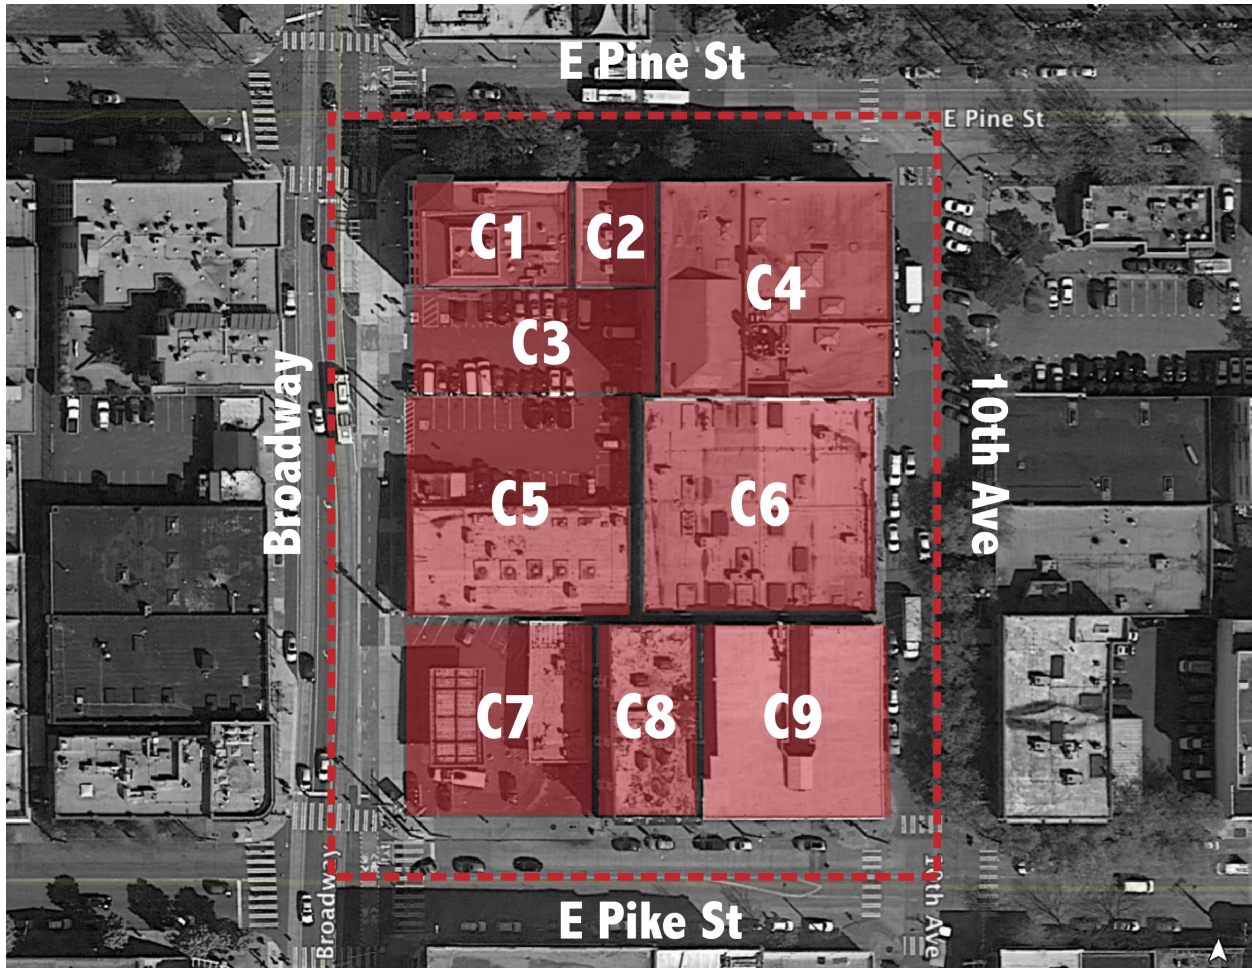 E Pine St
E Pine St
C1
C2
C4
C3
Broadway
10th Ave
C5
C6
C7
C8
C9
Broadway
10th Ave
E Pike St